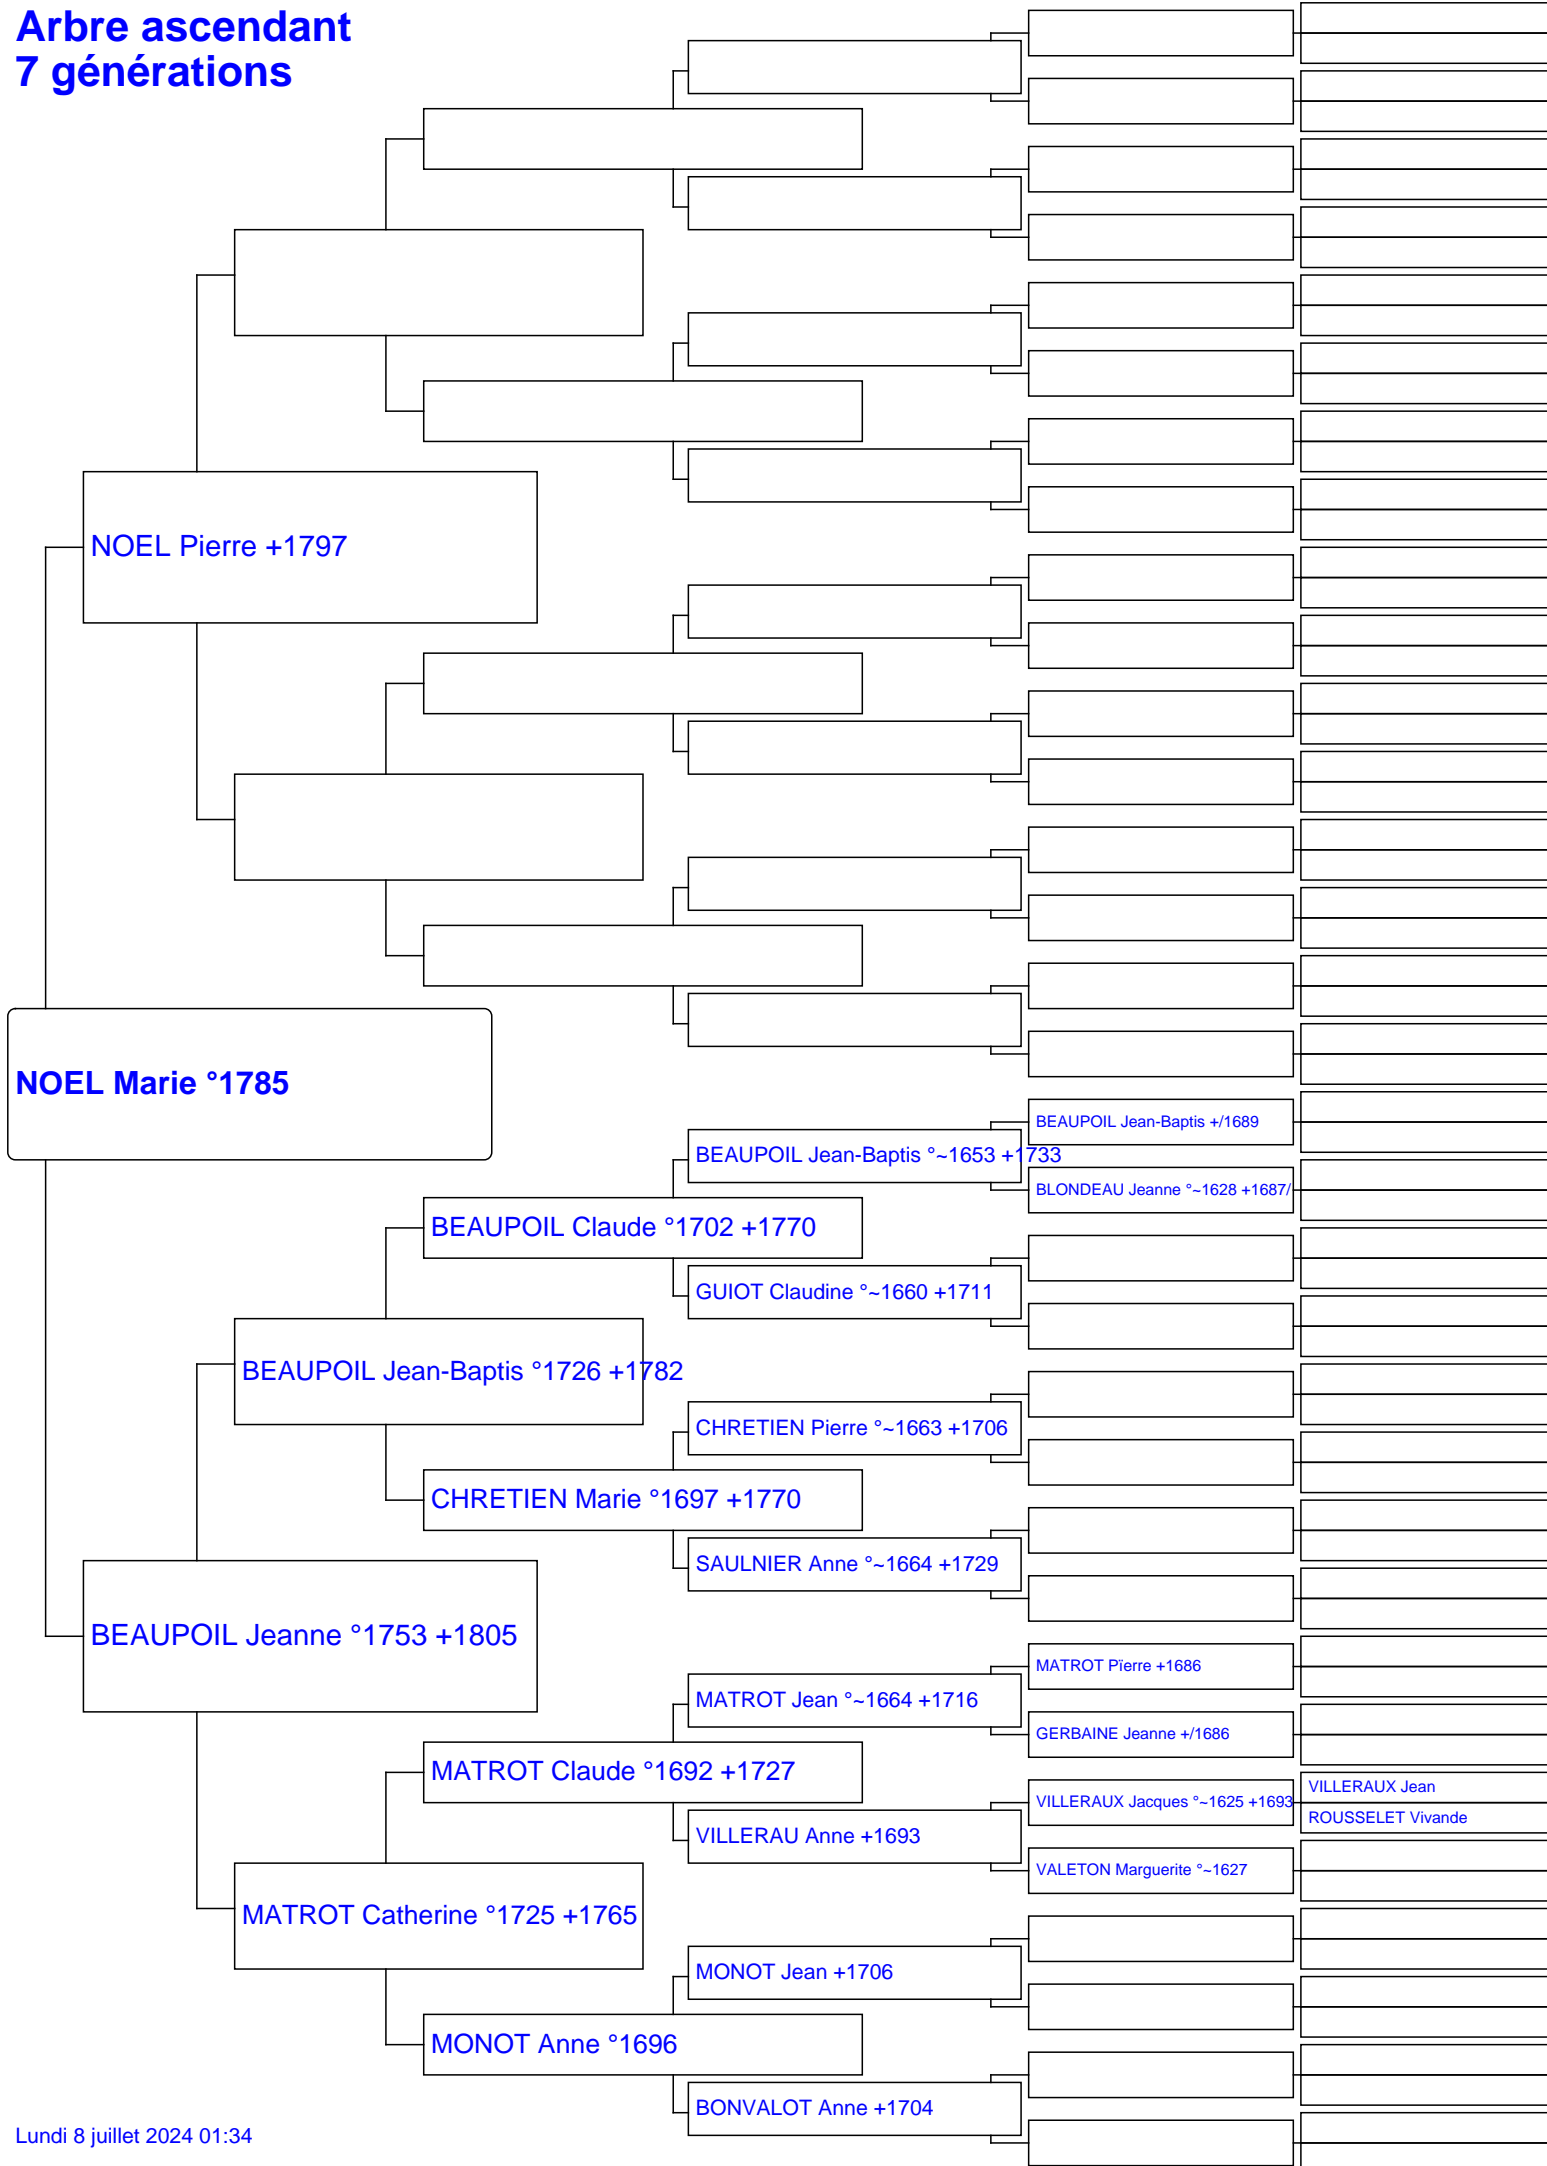 Arbre ascendant
7 générations
NOEL Pierre +1797
NOEL Marie °1785
BEAUPOIL Jean-Baptis +/1689
BEAUPOIL Jean-Baptis °~1653 +1733
BLONDEAU Jeanne °~1628 +1687/
BEAUPOIL Claude °1702 +1770
GUIOT Claudine °~1660 +1711
BEAUPOIL Jean-Baptis °1726 +1782
CHRETIEN Pierre °~1663 +1706
CHRETIEN Marie °1697 +1770
SAULNIER Anne °~1664 +1729
BEAUPOIL Jeanne °1753 +1805
MATROT Pïerre +1686
MATROT Jean °~1664 +1716
GERBAINE Jeanne +/1686
MATROT Claude °1692 +1727
VILLERAUX Jean
VILLERAUX Jacques °~1625 +1693
ROUSSELET Vivande
VILLERAU Anne +1693
VALETON Marguerite °~1627
MATROT Catherine °1725 +1765
MONOT Jean +1706
MONOT Anne °1696
BONVALOT Anne +1704
Lundi 8 juillet 2024 01:34